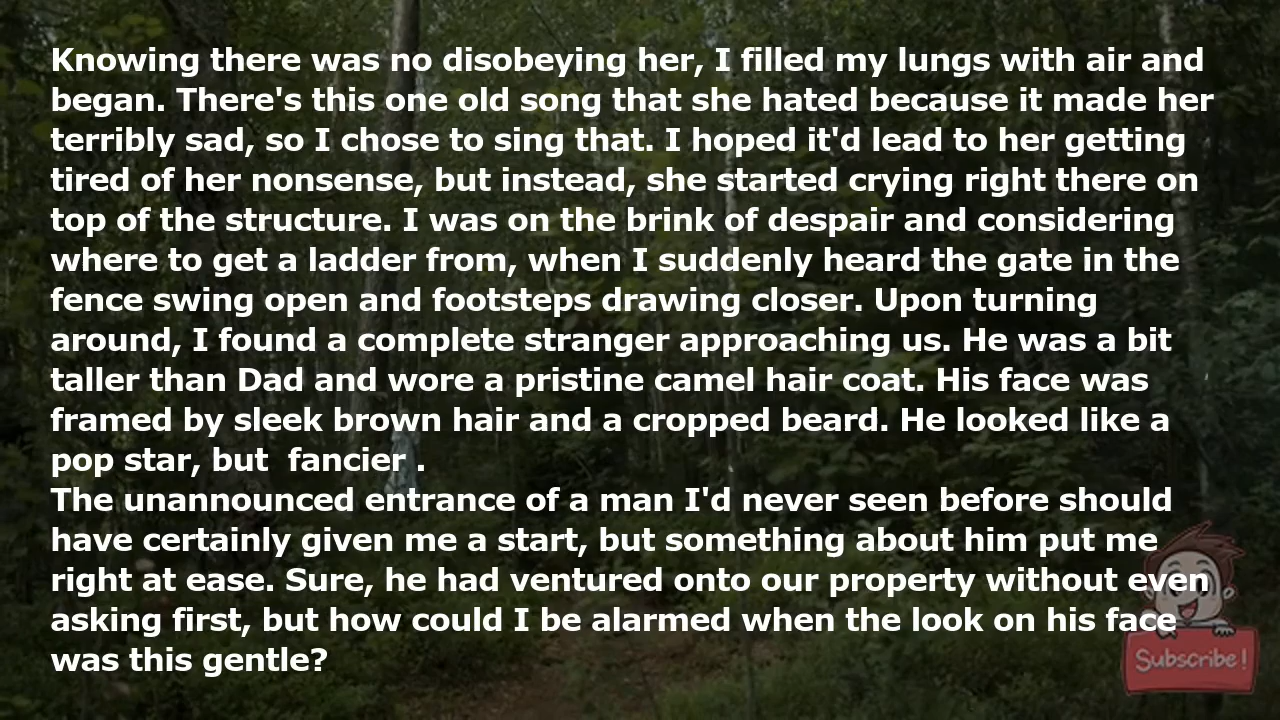 Knowing there was no disobeying her, I filled my lungs with air and
began. There's this one old song that she hated because it made her
terribly sad, so I chose to sing that. I hoped it'd lead to her getting
tired of her nonsense, but instead, she started crying right there on
top of the structure. I was on the brink of despair and considering
where to get a ladder from, when I suddenly heard the gate in the
fence swing open and footsteps drawing closer. Upon turning
around, I found a complete stranger approaching us. He was a bit
taller than Dad and wore a pristine camel hair coat. His face was
framed by sleek brown hair and a cropped beard. He looked like a
pop star, but  fancier .
The unannounced entrance of a man I'd never seen before should
have certainly given me a start, but something about him put me
right at ease. Sure, he had ventured onto our property without even
asking first, but how could I be alarmed when the look on his face
was this gentle?
Subscribe!